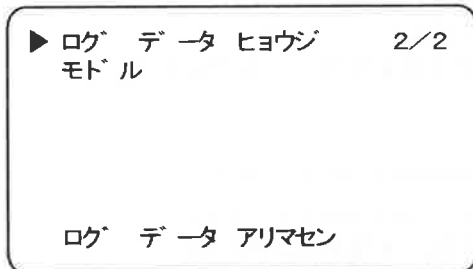 ▶ ログ データ ヒョウジ 2/2
モドル
ログ データ アリマセン